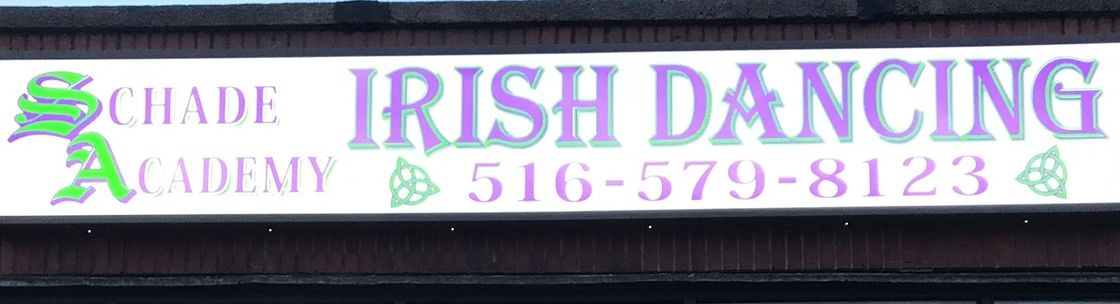 SCHADE
ACADEMY
IRISH DANCING
516-579-8123